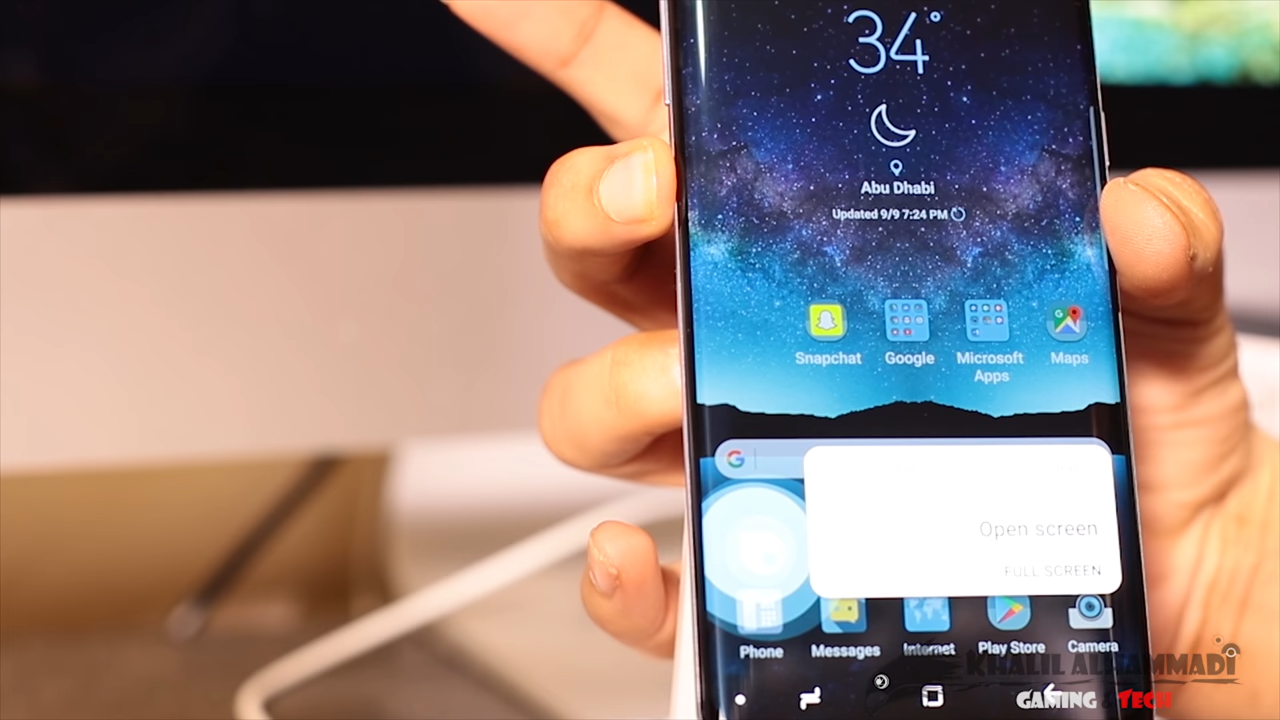 34°
Abu Dhabi
Updated 9/9 7:24 PM
Snapchat
Google
Microsoft
Apps
Maps
G
Open screen
FULL SCREEN
Phone
Messages
Internet
Play Store
Camera
KHALIL ALHAMMADI
GAMING & TECH